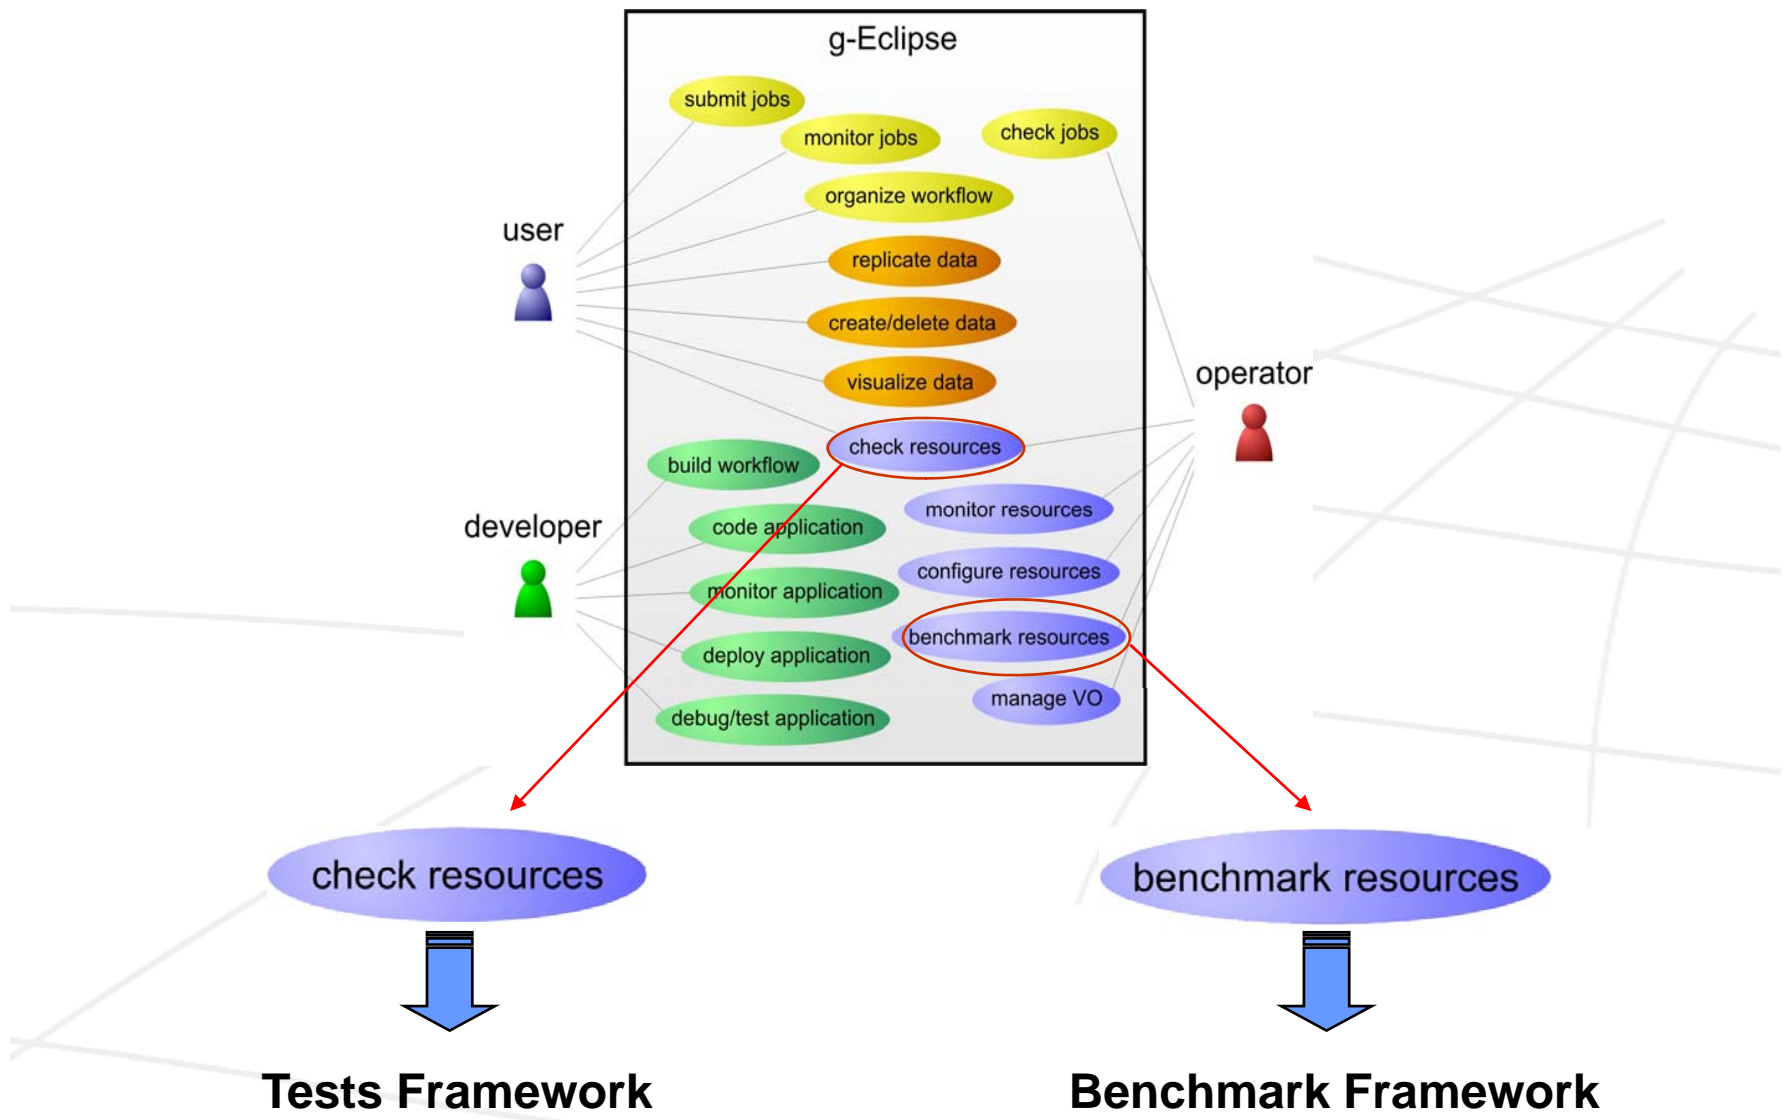 g-Eclipse
submit jobs
monitor jobs
check jobs
organize workflow
user
replicate data
create/delete data
visualize data
operator
check resources
build workflow
monitor resources
developer
code application
configure resources
monitor application
benchmark resources
deploy application
manage VO
debug/test application
check resources
benchmark resources
Tests Framework
Benchmark Framework